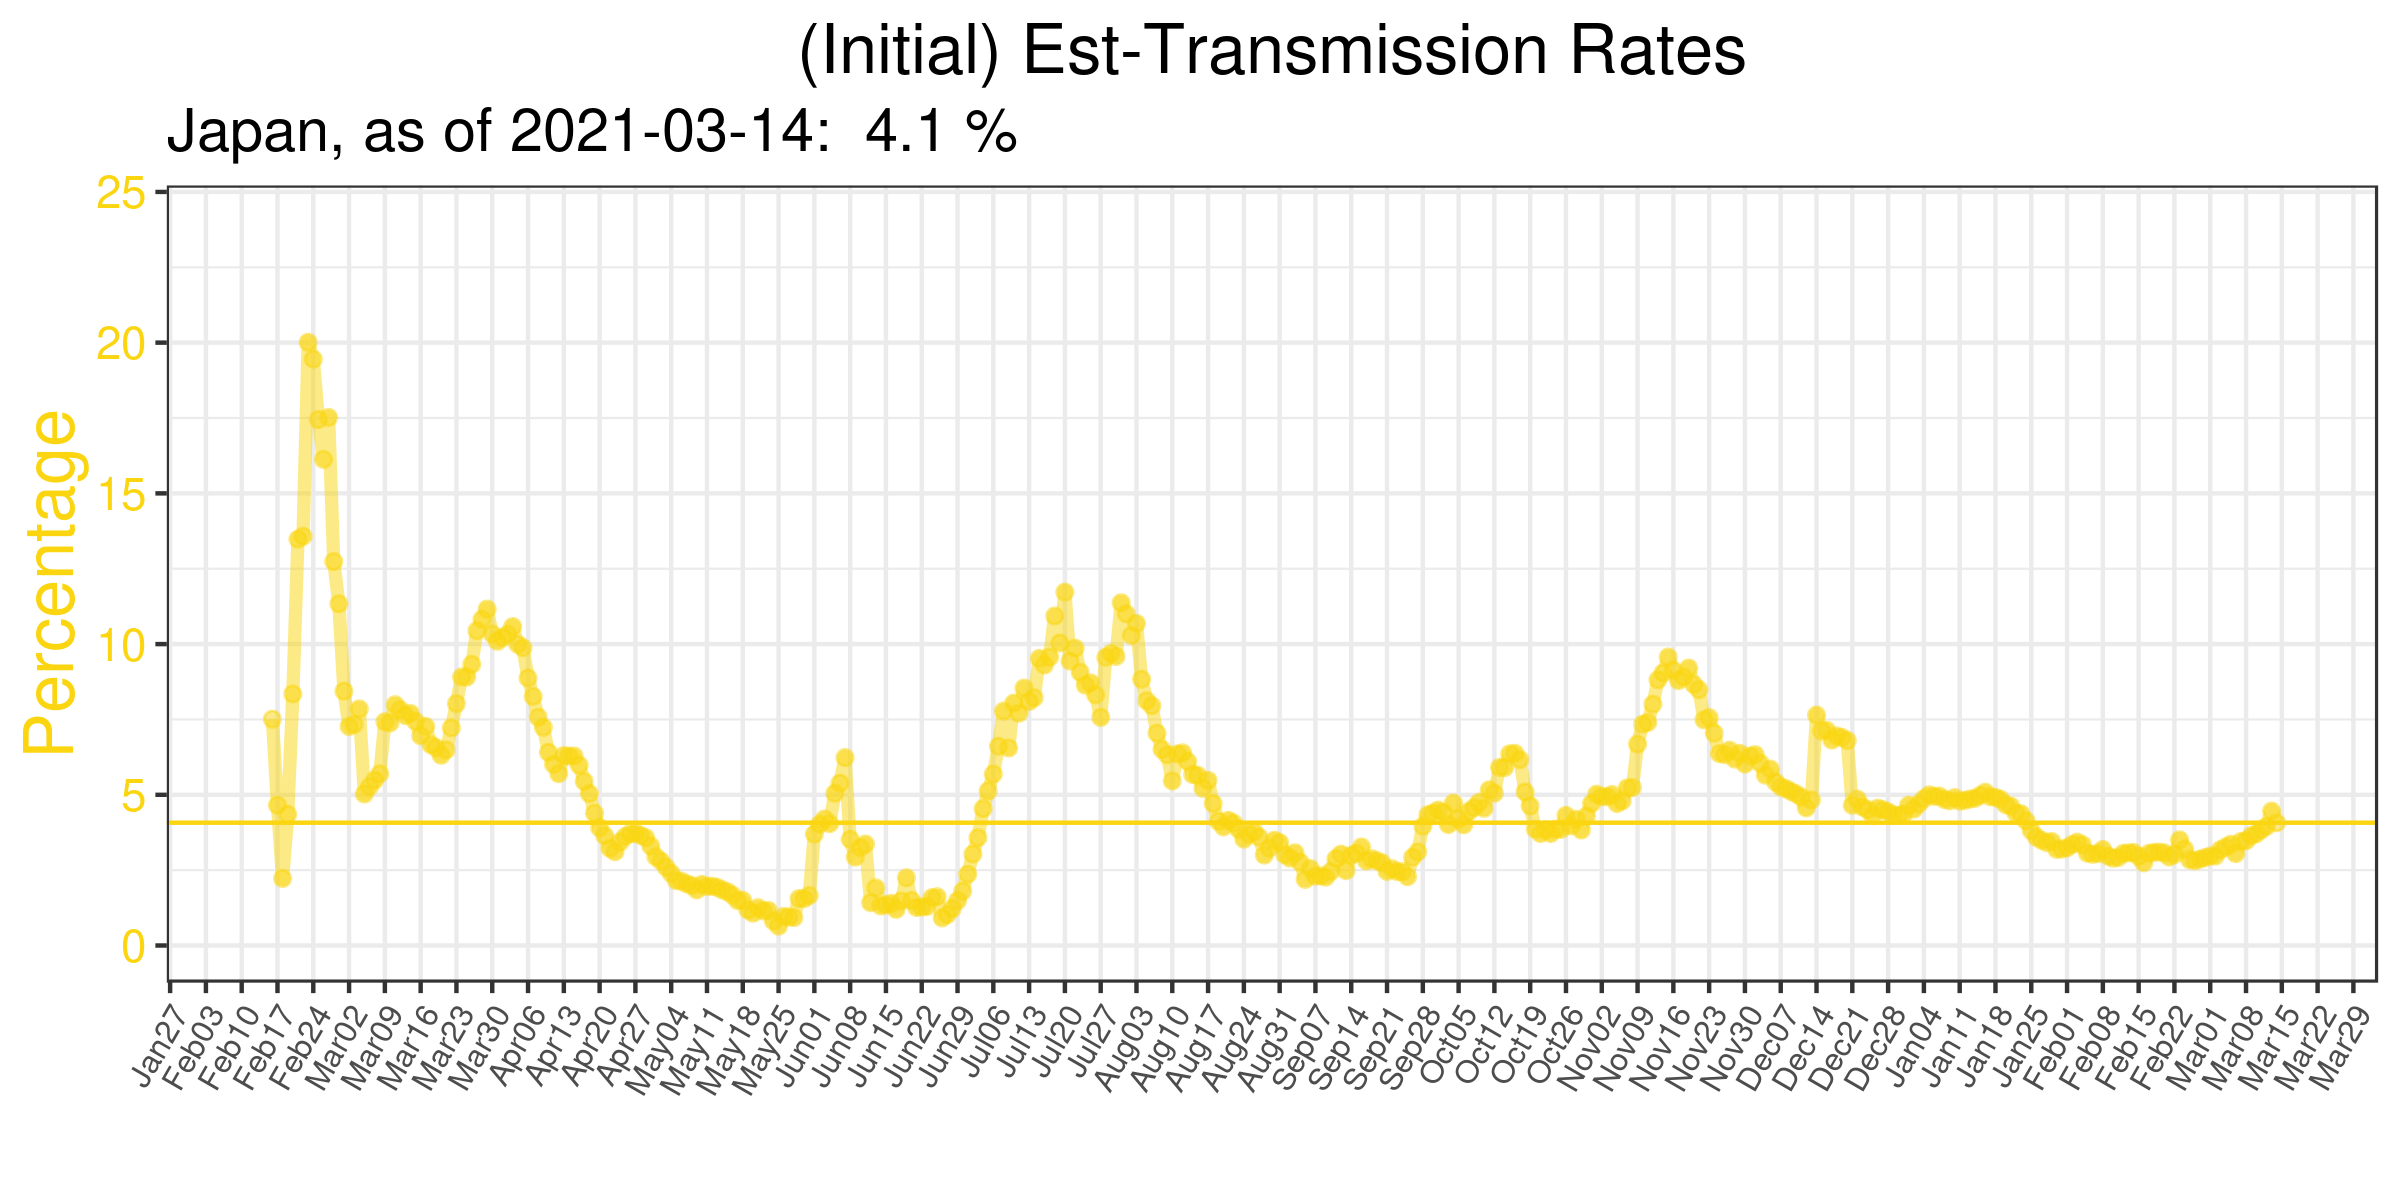 (Initial) Est-Transmission Rates
Japan, as of 2021-03-14:  4.1 %
Percentage
25
20
15
10
5
0
Jan27
Feb03
Feb10
Feb17
Feb24
Mar02
Mar09
Mar16
Mar23
Mar30
Apr06
Apr13
Apr20
Apr27
May04
May11
May18
May25
Jun01
Jun08
Jun15
Jun22
Jun29
Jul06
Jul13
Jul20
Jul27
Aug03
Aug10
Aug17
Aug24
Aug31
Sep07
Sep14
Sep21
Sep28
Oct05
Oct12
Oct19
Oct26
Nov02
Nov09
Nov16
Nov23
Nov30
Dec07
Dec14
Dec21
Dec28
Jan04
Jan11
Jan18
Jan25
Feb01
Feb08
Feb15
Feb22
Mar01
Mar08
Mar15
Mar22
Mar29